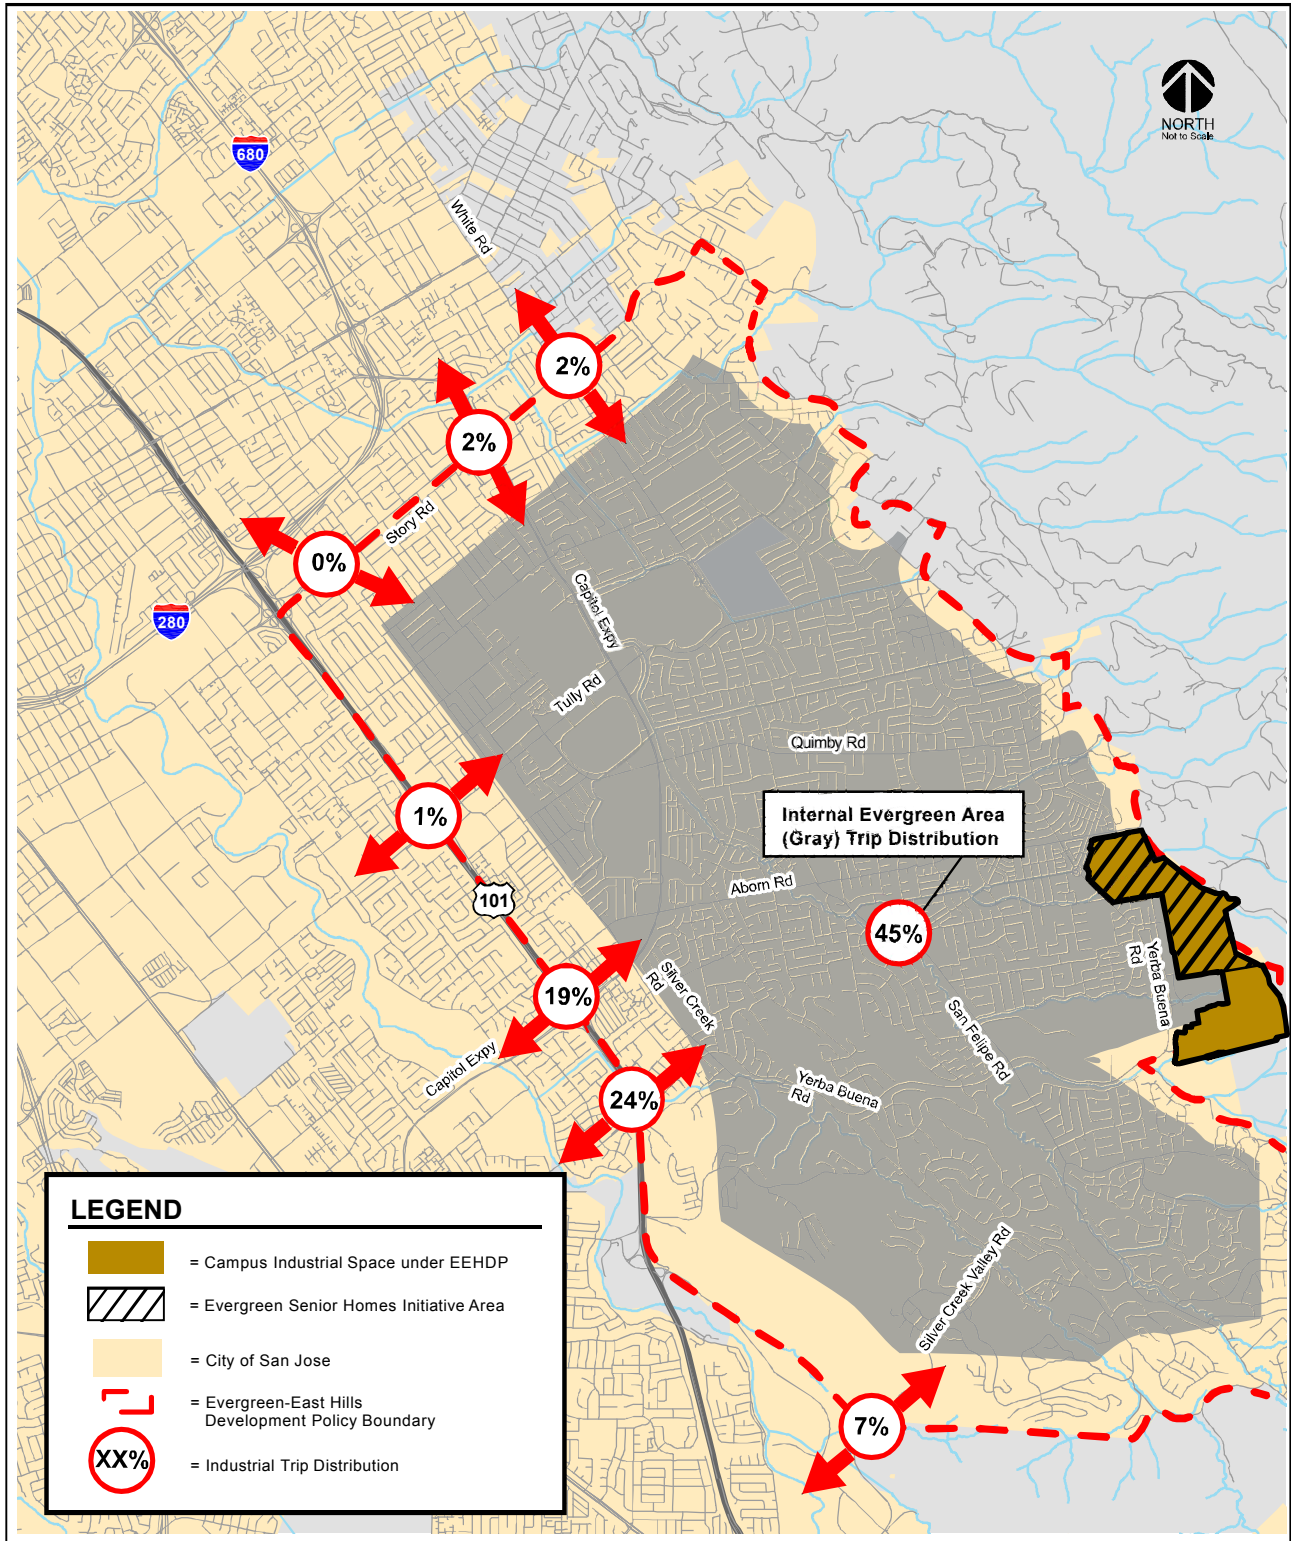 NORTH
Not to Scale
680
White Rd
2%
2%
Story Rd
0%
280
Capitol Expy
Tully Rd
Quimby Rd
1%
Internal Evergreen Area
(Gray) Trip Distribution
Aborn Rd
101
45%
Yerba Buena
Rd
19%
Silver Creek
Rd
San Felipe Rd
Capitol Expy
24%
Yerba Buena
Rd
Silver Creek Valley Rd
7%
LEGEND
= Campus Industrial Space under EEHDP
= Evergreen Senior Homes Initiative Area
= City of San Jose
= Evergreen-East Hills
Development Policy Boundary
XX%
= Industrial Trip Distribution